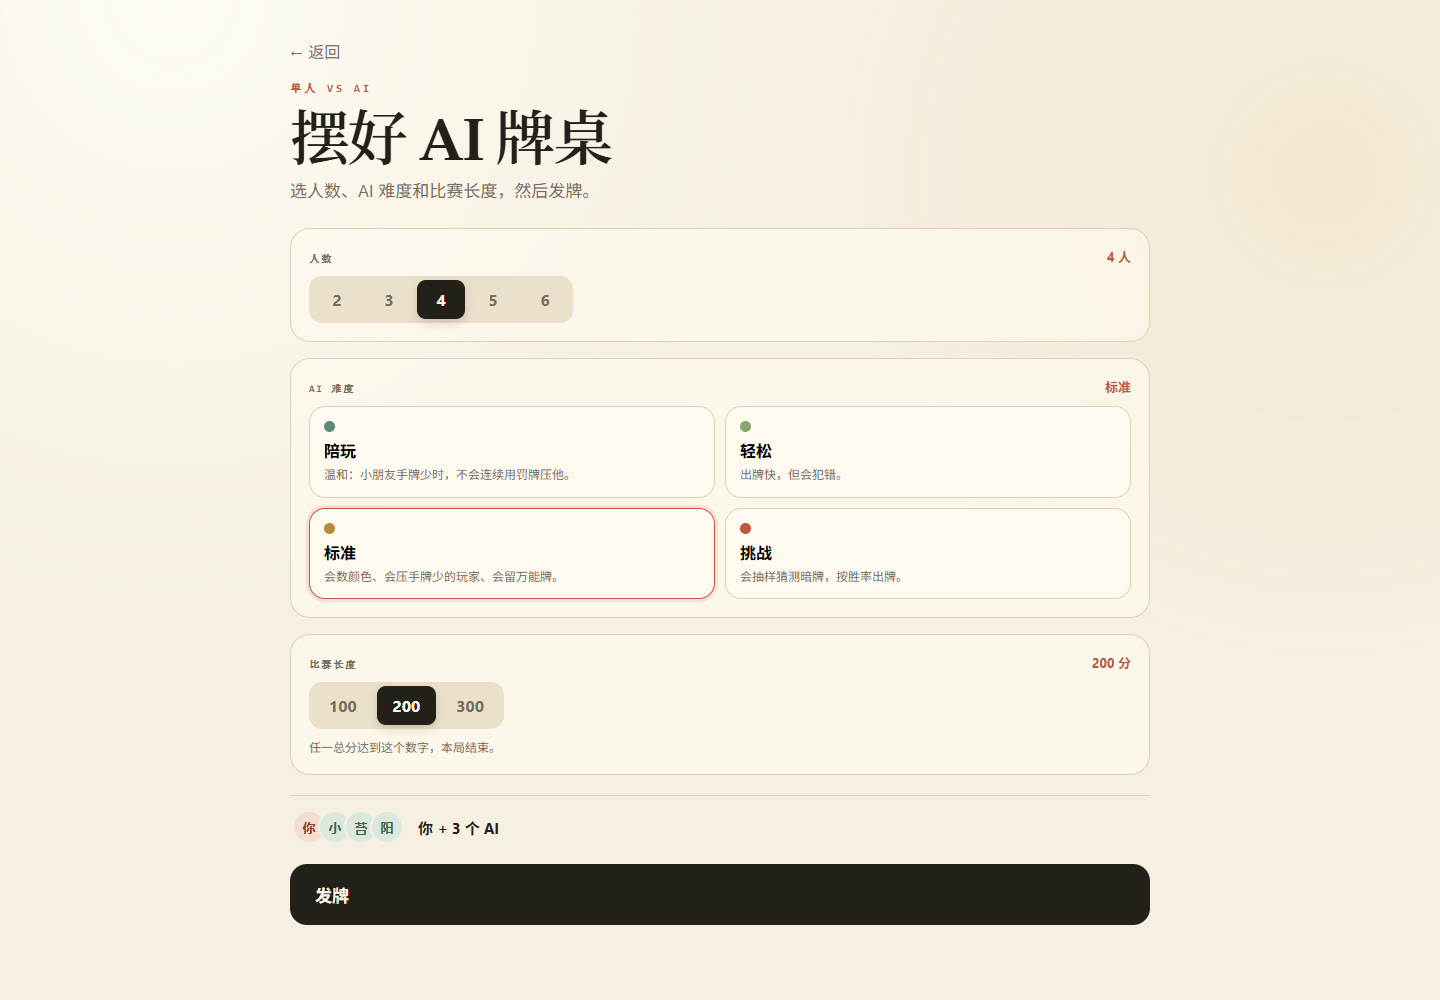 ← 返回
单人 VS AI
摆好 AI 牌桌
选人数、AI 难度和比赛长度，然后发牌。
人数
4 人
2 3 4 5 6
AI 难度
标准
陪玩
温和：小朋友手牌少时，不会连续用罚牌压他。
轻松
出牌快，但会犯错。
标准
会数颜色、会压手牌少的玩家、会留万能牌。
挑战
会抽样猜测暗牌，按胜率出牌。
比赛长度
200 分
100 200 300
任一总分达到这个数字，本局结束。
你 小 苔 阳 你 + 3 个 AI
发牌